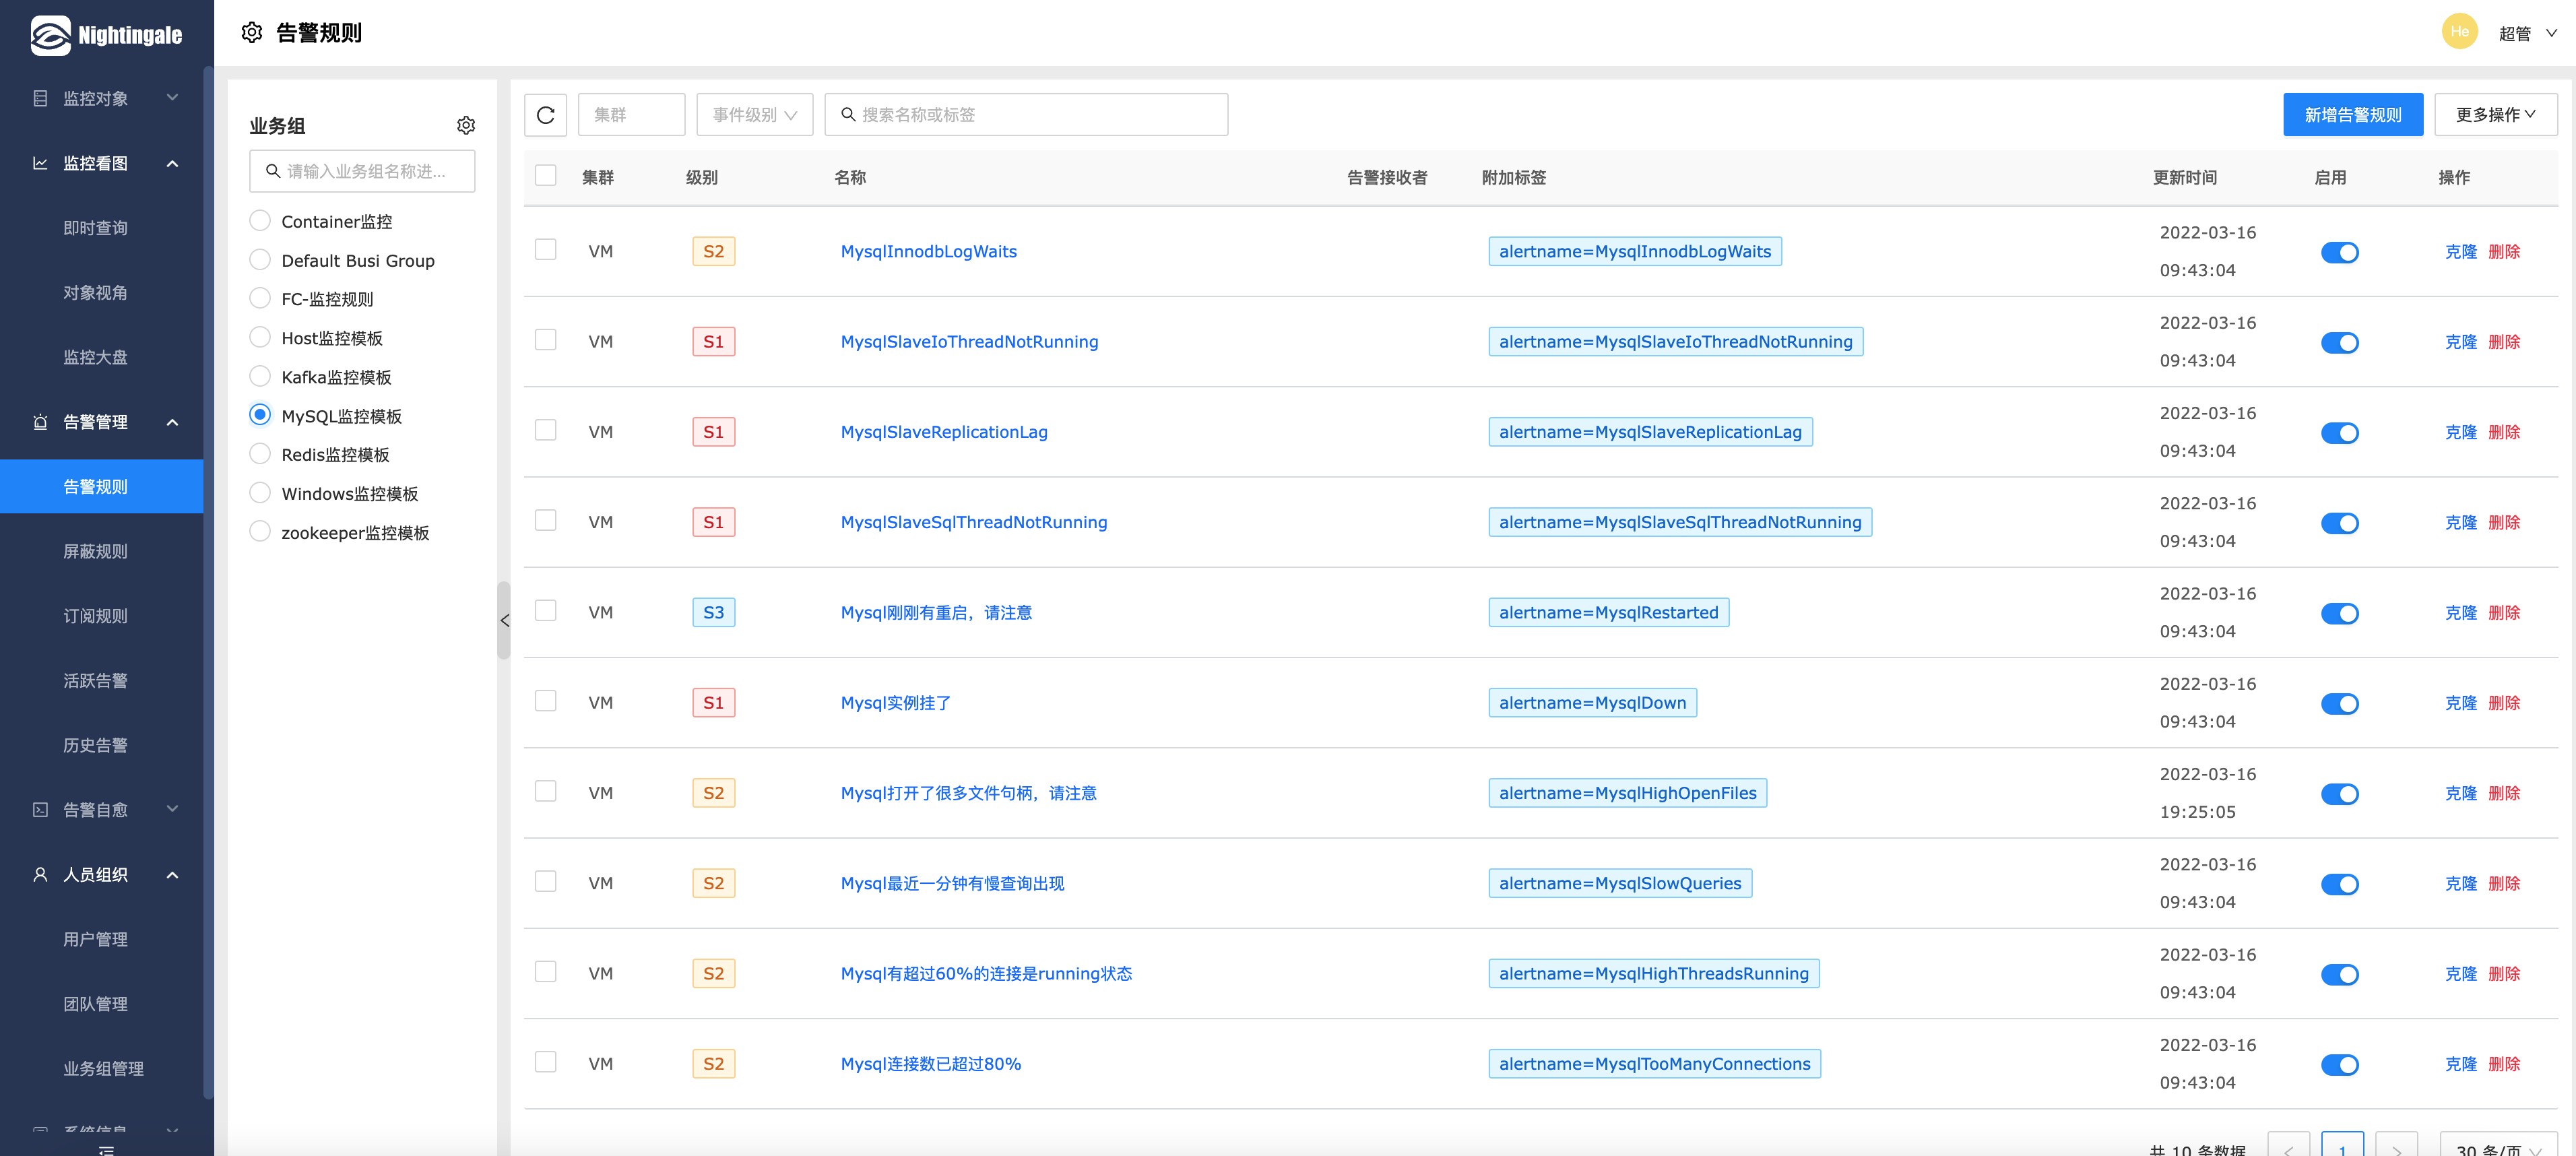 Nightingale
告警规则
He
超管
监控对象
监控看图
即时查询
对象视角
监控大盘
告警管理
告警规则
屏蔽规则
订阅规则
活跃告警
历史告警
告警自愈
人员组织
用户管理
团队管理
业务组管理
系统信息
业务组
请输入业务组名称进...
Container监控
Default Busi Group
FC-监控规则
Host监控模板
Kafka监控模板
MySQL监控模板
Redis监控模板
Windows监控模板
zookeeper监控模板
集群 事件级别 搜索名称或标签 新增告警规则 更多操作
集群 级别 名称 告警接收者 附加标签 更新时间 启用 操作
VM S2 MysqlInnodbLogWaits alertname=MysqlInnodbLogWaits 2022-03-16 09:43:04 克隆 删除
VM S1 MysqlSlaveIoThreadNotRunning alertname=MysqlSlaveIoThreadNotRunning 2022-03-16 09:43:04 克隆 删除
VM S1 MysqlSlaveReplicationLag alertname=MysqlSlaveReplicationLag 2022-03-16 09:43:04 克隆 删除
VM S1 MysqlSlaveSqlThreadNotRunning alertname=MysqlSlaveSqlThreadNotRunning 2022-03-16 09:43:04 克隆 删除
VM S3 Mysql刚刚有重启，请注意 alertname=MysqlRestarted 2022-03-16 09:43:04 克隆 删除
VM S1 Mysql实例挂了 alertname=MysqlDown 2022-03-16 09:43:04 克隆 删除
VM S2 Mysql打开了很多文件句柄，请注意 alertname=MysqlHighOpenFiles 2022-03-16 19:25:05 克隆 删除
VM S2 Mysql最近一分钟有慢查询出现 alertname=MysqlSlowQueries 2022-03-16 09:43:04 克隆 删除
VM S2 Mysql有超过60%的连接是running状态 alertname=MysqlHighThreadsRunning 2022-03-16 09:43:04 克隆 删除
VM S2 Mysql连接数已超过80% alertname=MysqlTooManyConnections 2022-03-16 09:43:04 克隆 删除
共 10 条数据 1 30 条/页